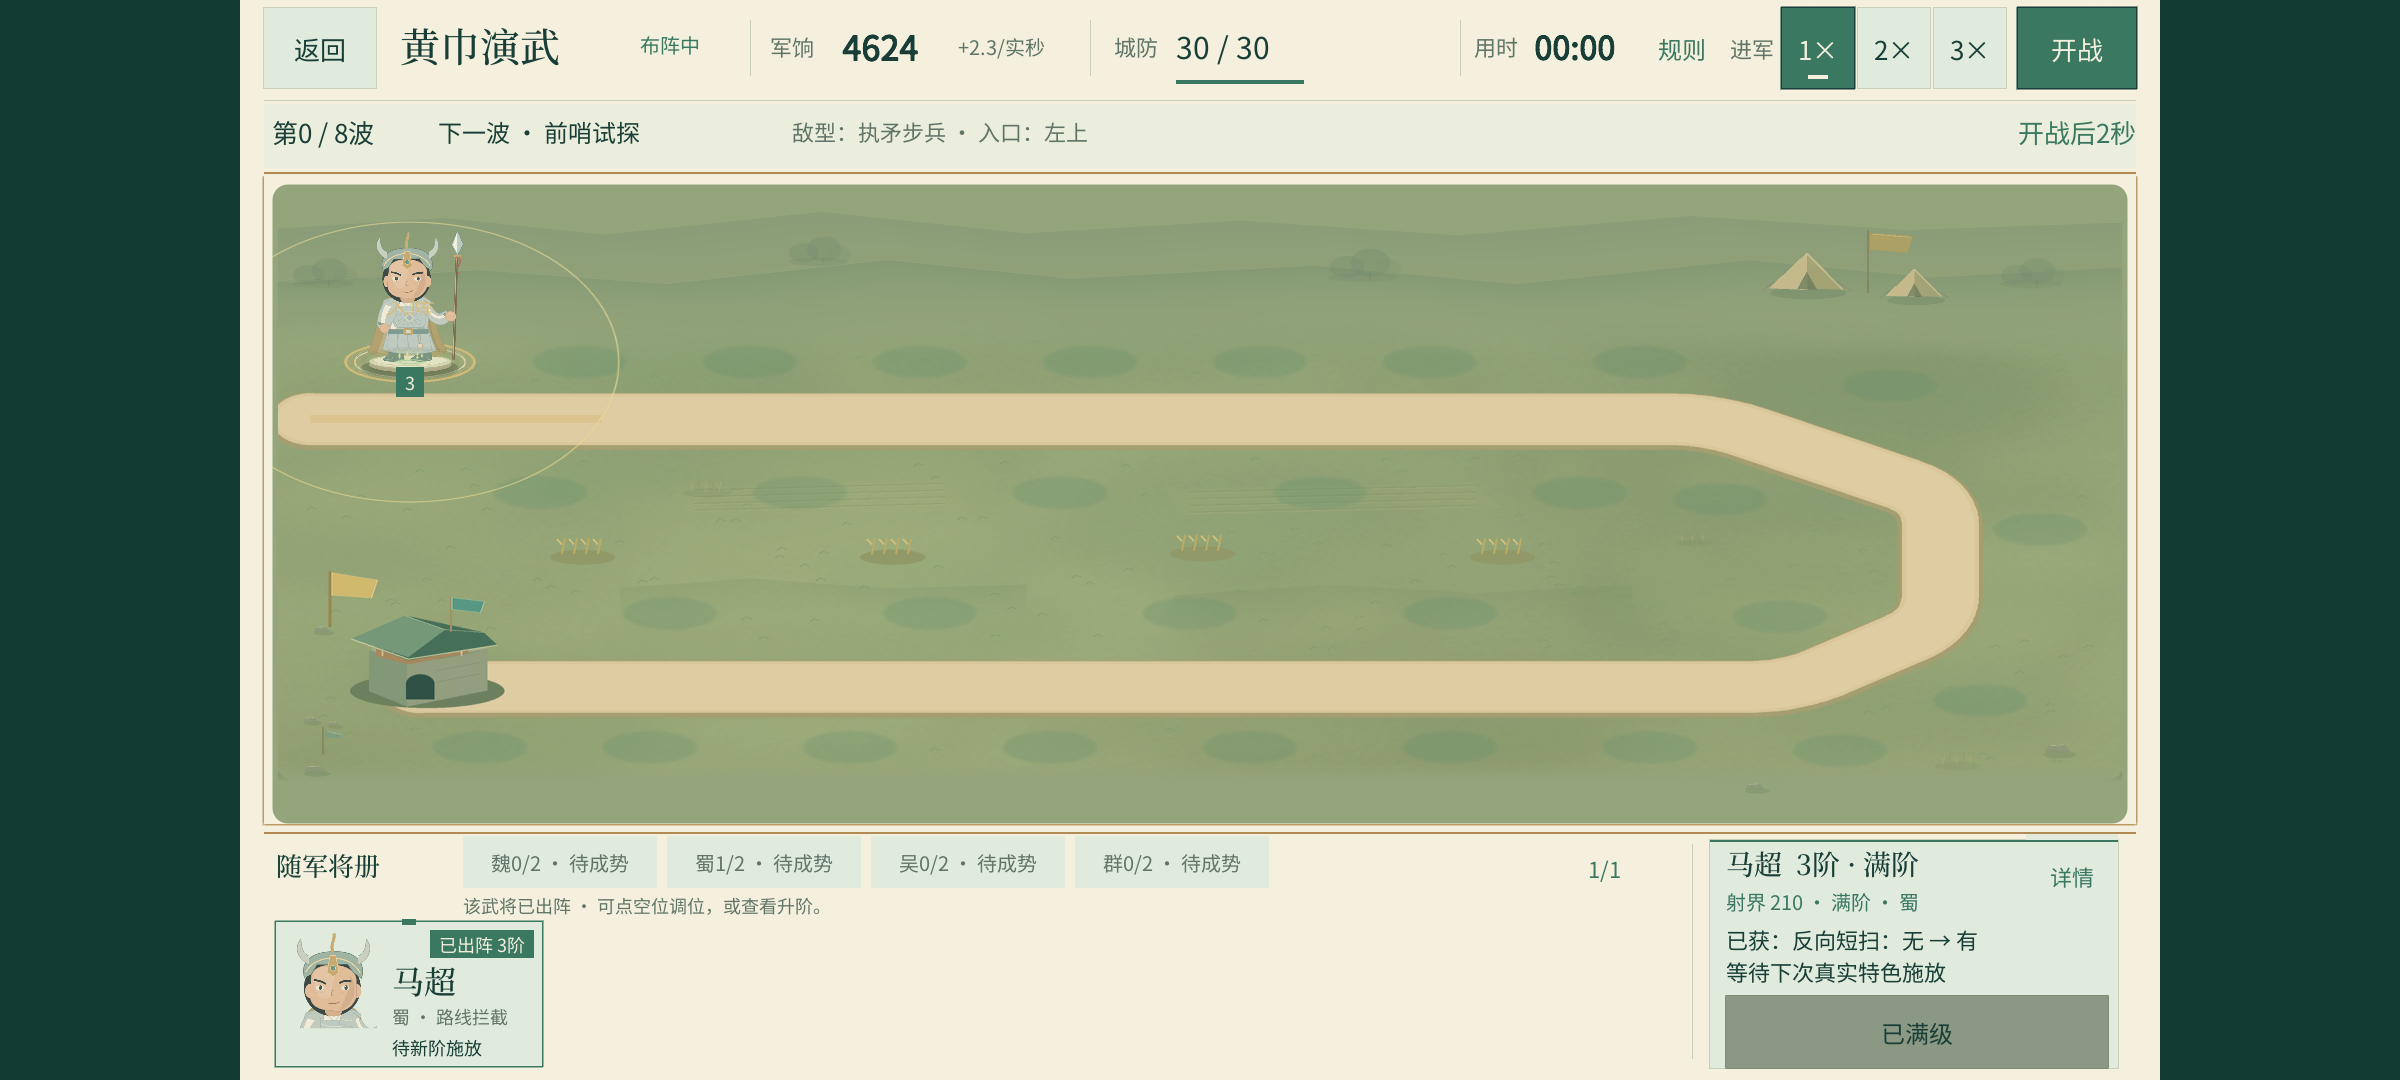 返回
黄巾演武
布阵中
军饷 4624 +2.3/实秒
城防 30 / 30
用时 00:00
规则
进军
1×
2×
3×
开战
第0 / 8波
下一波 · 前哨试探
敌型：执矛步兵 · 入口：左上
开战后2秒
3
随军将册
魏0/2 · 待成势
蜀1/2 · 待成势
吴0/2 · 待成势
群0/2 · 待成势
1/1
该武将已出阵 · 可点空位调位，或查看升阶。
已出阵 3阶
马超
蜀 · 路线拦截
待新阶施放
马超 3阶 · 满阶
详情
射界 210 · 满阶 · 蜀
已获：反向短扫：无 → 有
等待下次真实特色施放
已满级